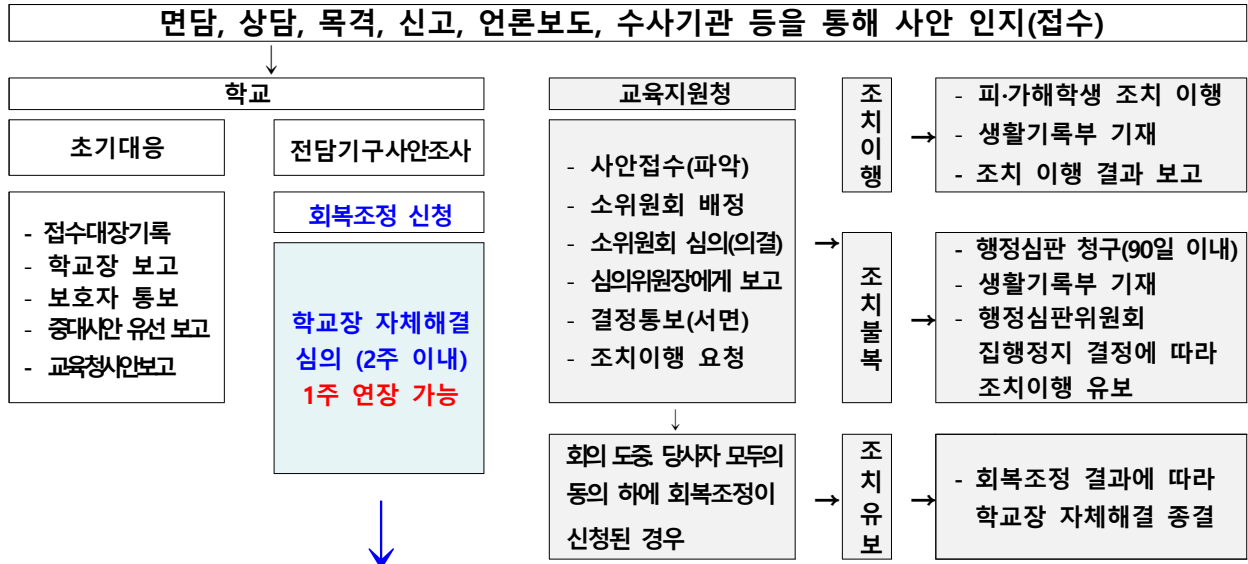 면담, 상담, 목격, 신고, 언론보도, 수사기관 등을 통해 사안 인지(접수)
↓
학교
초기대응
- 접수대장기록
- 학교장 보고
- 보호자 통보
- 중대사안 유선 보고
- 교육청사안보고
전담기구사안조사
회복조정 신청
학교장 자체해결
심의 (2주 이내)
1주 연장 가능
↓
교육지원청
- 사안접수(파악)
- 소위원회 배정
- 소위원회 심의(의결)
- 심의위원장에게 보고
- 결정통보(서면)
- 조치이행 요청
↓
회의 도중. 당사자 모두의
동의 하에 회복조정이
신청된 경우
→
조
치
이
행
→
- 피·가해학생 조치 이행
- 생활기록부 기재
- 조치 이행 결과 보고
→
조
치
불
복
→
- 행정심판 청구(90일 이내)
- 생활기록부 기재
- 행정심판위원회
집행정지 결정에 따라
조치이행 유보
→
조
치
유
보
→
- 회복조정 결과에 따라
학교장 자체해결 종결